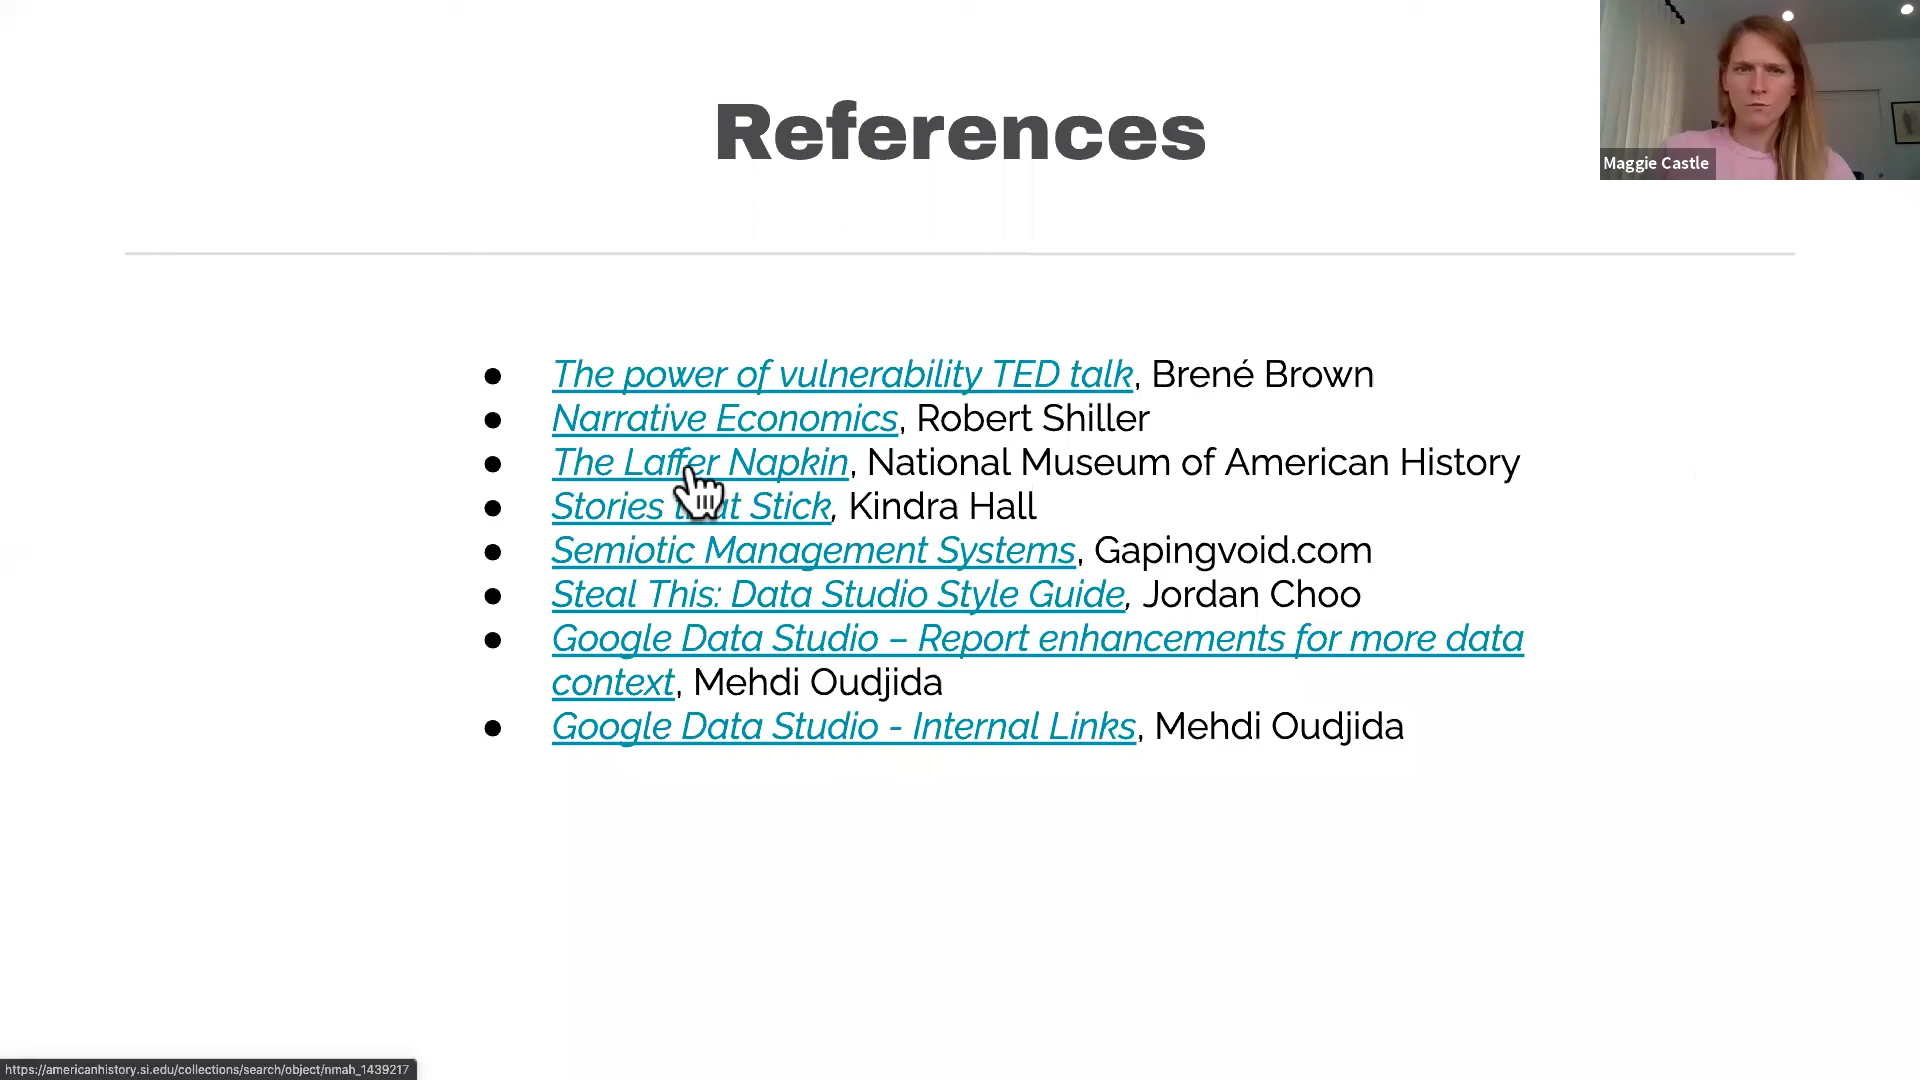 References
Maggie Castle
● The power of vulnerability TED talk, Brené Brown
● Narrative Economics, Robert Shiller
● The Laffer Napkin, National Museum of American History
● Stories t at Stick, Kindra Hall
● Semiotic Management Systems, Gapingvoid.com
● Steal This: Data Studio Style Guide, Jordan Choo
● Google Data Studio – Report enhancements for more data
context, Mehdi Oudjida
● Google Data Studio - Internal Links, Mehdi Oudjida
https://americanhistory.si.edu/collections/search/object/nmah_1439217